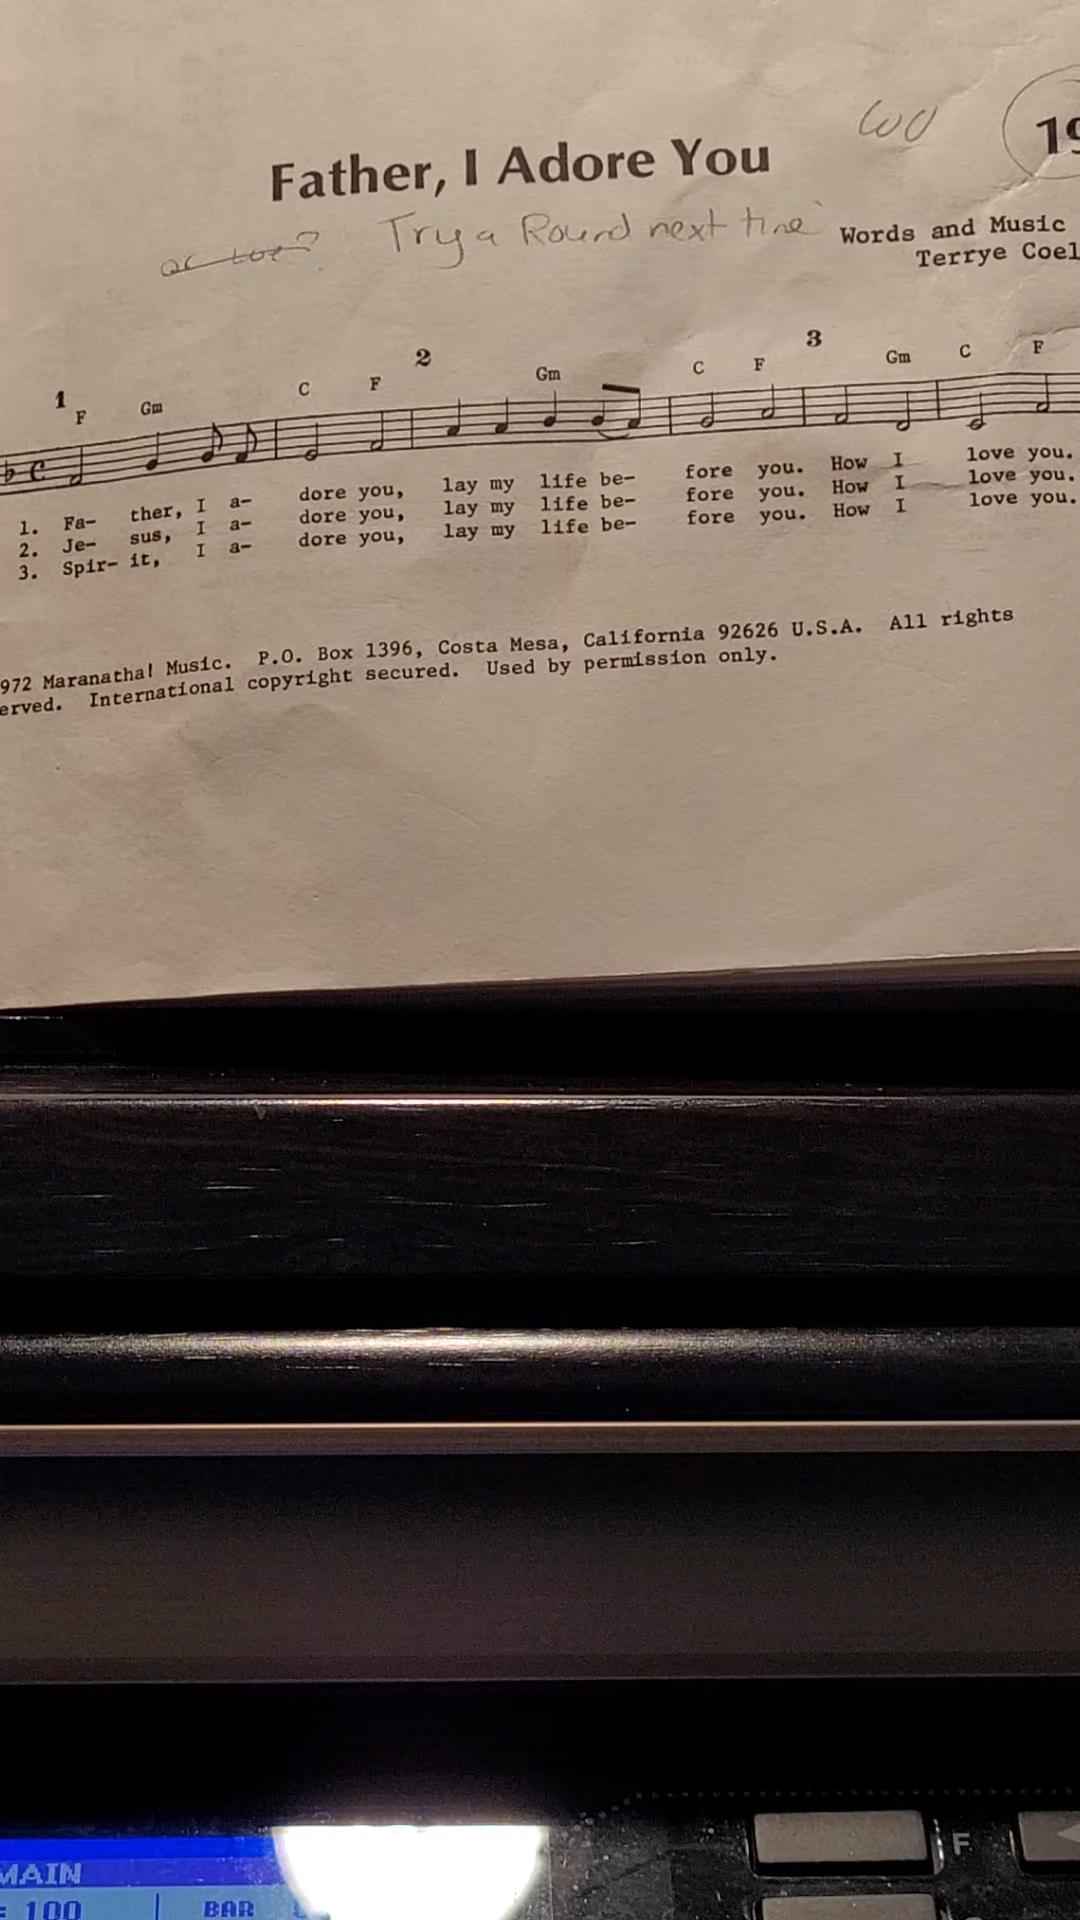 19
Father, I Adore You
Try a Round next time
Words and Music
Terrye Coel
1 2 3
F Gm C F Gm C F Gm C F
1. Fa- ther, I a- dore you, lay my life be- fore you. How I love you.
2. Je- sus, I a- dore you, lay my life be- fore you. How I love you.
3. Spir- it, I a- dore you, lay my life be- fore you. How I love you.
972 Maranatha! Music. P.O. Box 1396, Costa Mesa, California 92626 U.S.A. All rights
erved. International copyright secured. Used by permission only.
MAIN
= 100 BAR
F